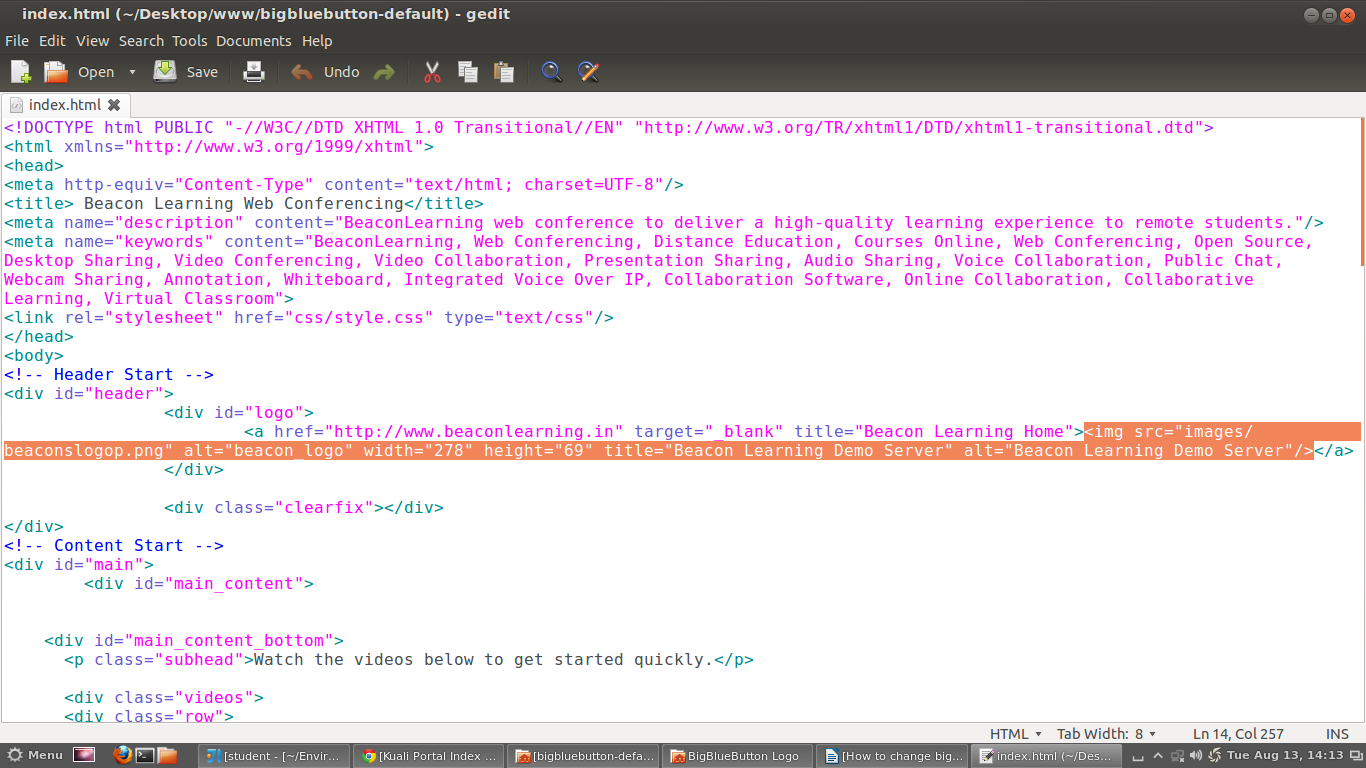 index.html (~/Desktop/www/bigbluebutton-default) - gedit
File Edit View Search Tools Documents Help
Open Save Undo
index.html
<!DOCTYPE html PUBLIC "-//W3C//DTD XHTML 1.0 Transitional//EN" "http://www.w3.org/TR/xhtml1/DTD/xhtml1-transitional.dtd">
<html xmlns="http://www.w3.org/1999/xhtml">
<head>
<meta http-equiv="Content-Type" content="text/html; charset=UTF-8"/>
<title> Beacon Learning Web Conferencing</title>
<meta name="description" content="BeaconLearning web conference to deliver a high-quality learning experience to remote students."/>
<meta name="keywords" content="BeaconLearning, Web Conferencing, Distance Education, Courses Online, Web Conferencing, Open Source,
Desktop Sharing, Video Conferencing, Video Collaboration, Presentation Sharing, Audio Sharing, Voice Collaboration, Public Chat,
Webcam Sharing, Annotation, Whiteboard, Integrated Voice Over IP, Collaboration Software, Online Collaboration, Collaborative
Learning, Virtual Classroom">
<link rel="stylesheet" href="css/style.css" type="text/css"/>
</head>
<body>
<!-- Header Start -->
<div id="header">
<div id="logo">
<a href="http://www.beaconlearning.in" target="_blank" title="Beacon Learning Home"><img src="images/
beaconslogop.png" alt="beacon_logo" width="278" height="69" title="Beacon Learning Demo Server" alt="Beacon Learning Demo Server"/></a>
</div>
<div class="clearfix"></div>
</div>
<!-- Content Start -->
<div id="main">
<div id="main_content">
<div id="main_content_bottom">
<p class="subhead">Watch the videos below to get started quickly.</p>
<div class="videos">
<div class="row">
HTML Tab Width: 8 Ln 14, Col 257 INS
Menu [student - [~/Envir... [Kuali Portal Index ... [bigbluebutton-defa... BigBlueButton Logo [How to change big... index.html (~/Des... Tue Aug 13, 14:13